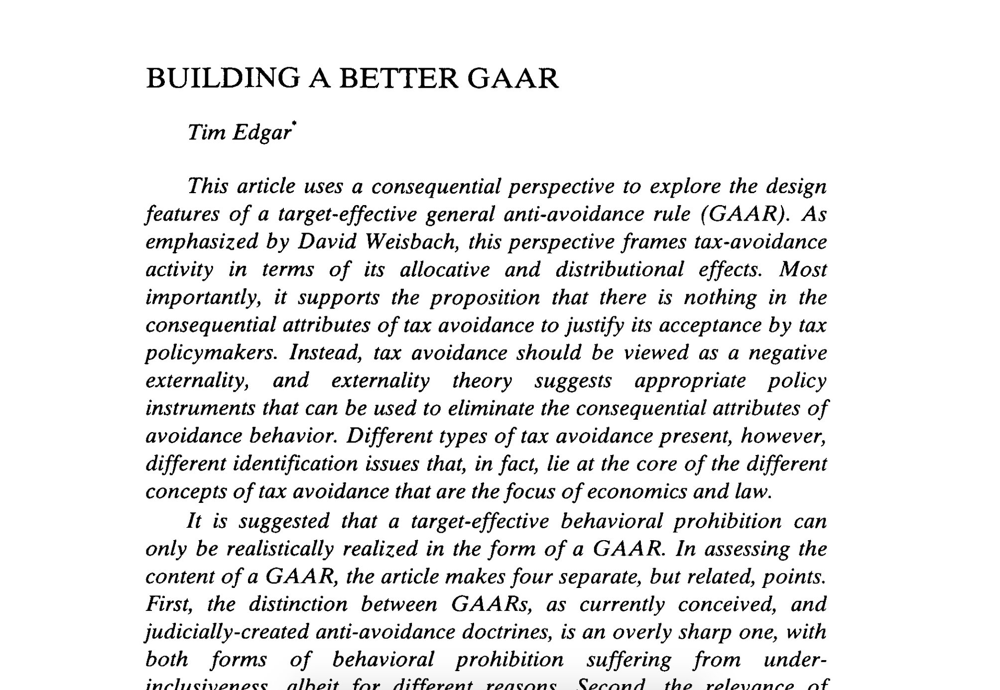 BUILDING A BETTER GAAR
Tim Edgar*
This article uses a consequential perspective to explore the design
features of a target-effective general anti-avoidance rule (GAAR). As
emphasized by David Weisbach, this perspective frames tax-avoidance
activity in terms of its allocative and distributional effects. Most
importantly, it supports the proposition that there is nothing in the
consequential attributes of tax avoidance to justify its acceptance by tax
policymakers. Instead, tax avoidance should be viewed as a negative
externality, and externality theory suggests appropriate policy
instruments that can be used to eliminate the consequential attributes of
avoidance behavior. Different types of tax avoidance present, however,
different identification issues that, in fact, lie at the core of the different
concepts of tax avoidance that are the focus of economics and law.
It is suggested that a target-effective behavioral prohibition can
only be realistically realized in the form of a GAAR. In assessing the
content of a GAAR, the article makes four separate, but related, points.
First, the distinction between GAARs, as currently conceived, and
judicially-created anti-avoidance doctrines, is an overly sharp one, with
both forms of behavioral prohibition suffering from under-
inclusiveness, albeit for different reasons. Second, the relevance of